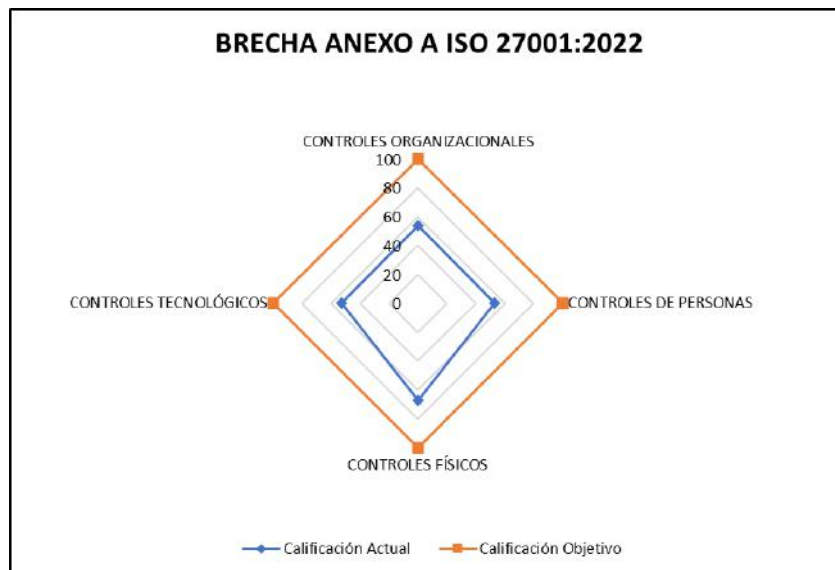 BRECHA ANEXO A ISO 27001:2022
CONTROLES ORGANIZACIONALES
100
80
60
40
20
0
CONTROLES TECNOLÓGICOS
CONTROLES DE PERSONAS
CONTROLES FÍSICOS
Calificación Actual
Calificación Objetivo